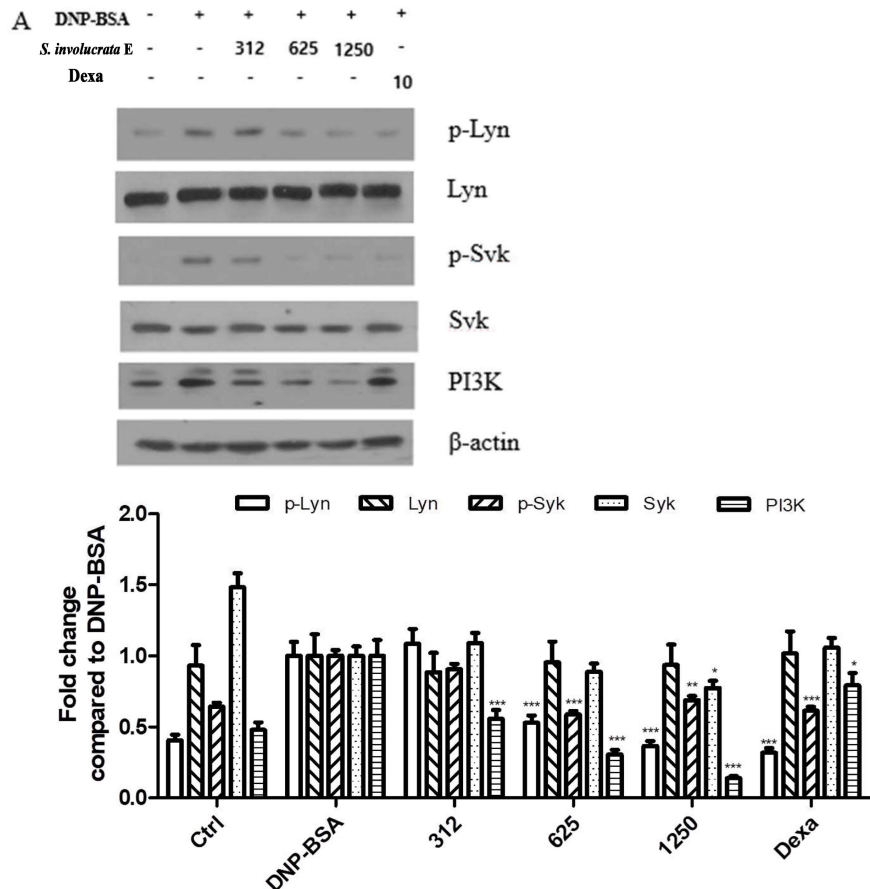 A DNP-BSA - + + + + +
S. involucrata E - - 312 625 1250 -
Dexa - - - - - 10
p-Lyn
Lyn
p-Svk
Svk
PI3K
β-actin
p-Lyn Lyn p-Syk Syk PI3K
Fold change
compared to DNP-BSA
2.0
1.5
1.0
0.5
0.0
*** *** *** *** *** ** * *** *** *** *
Ctrl DNP-BSA 312 625 1250 Dexa